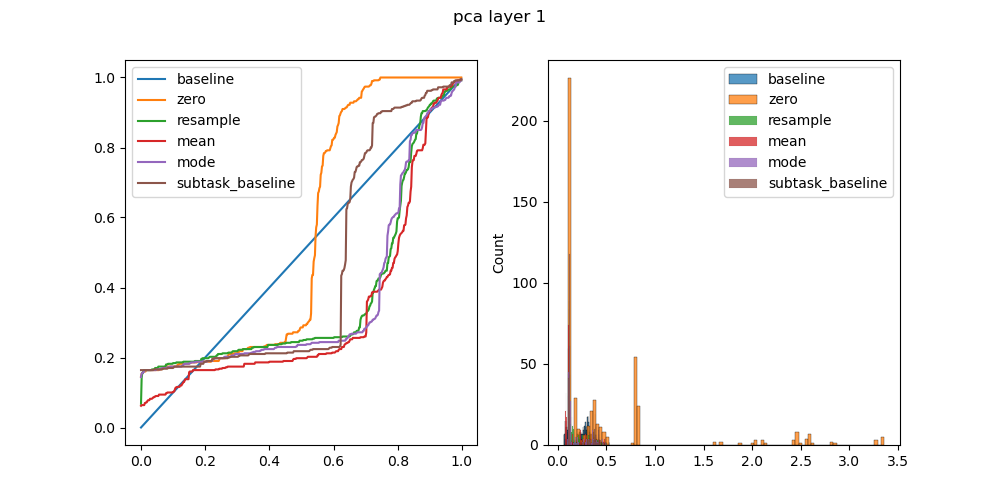 pca layer 1
baseline
zero
resample
mean
mode
subtask_baseline
1.0
0.8
0.6
0.4
0.2
0.0
0.0 0.2 0.4 0.6 0.8 1.0
baseline
zero
resample
mean
mode
subtask_baseline
Count
200
150
100
50
0
0.0 0.5 1.0 1.5 2.0 2.5 3.0 3.5